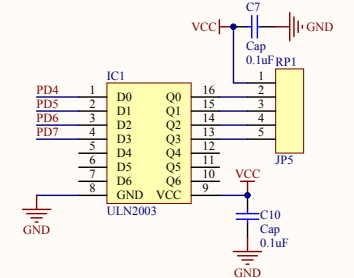 C7
VCC
GND
Cap
0.1uF
RP1
IC1
1
PD4 1 D0 Q0 16 2
PD5 2 D1 Q1 15 3
PD6 3 D2 Q2 14 4
PD7 4 D3 Q3 13 5
5 D4 Q4 12
JP5
6 D5 Q5 11
7 D6 Q6 10
VCC
8 GND VCC 9
ULN2003
C10
GND
Cap
0.1uF
GND